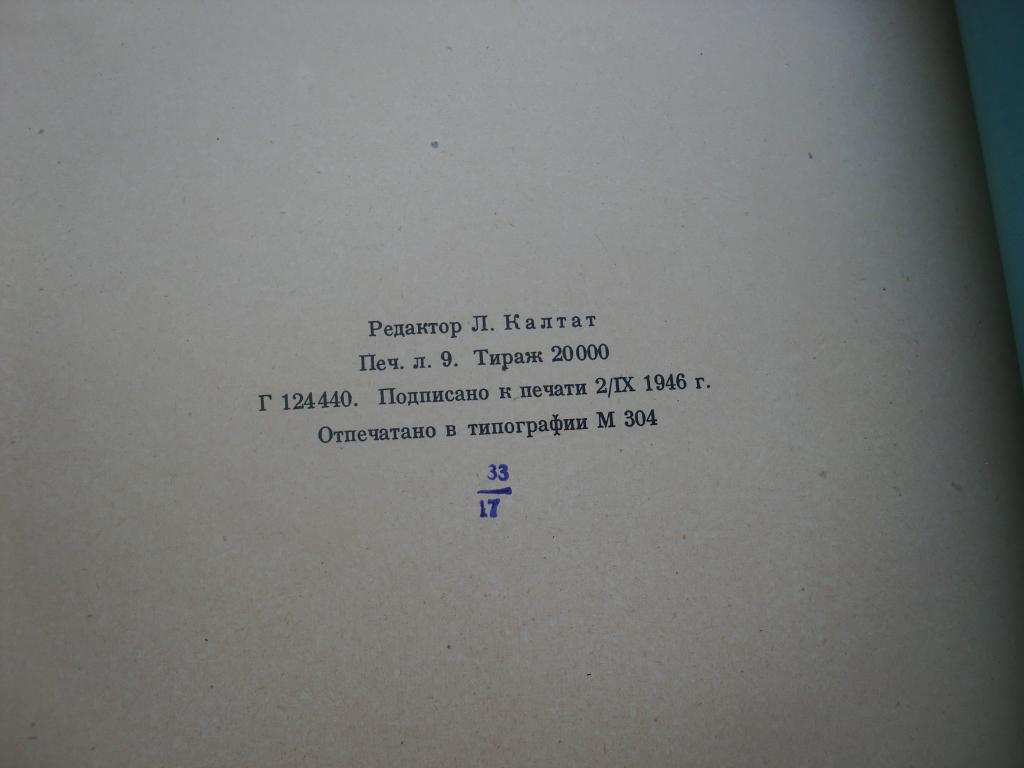 Редактор Л. Калтат
Печ. л. 9. Тираж 20000
Г 124440. Подписано к печати 2/IX 1946 г.
Отпечатано в типографии М 304
33
17